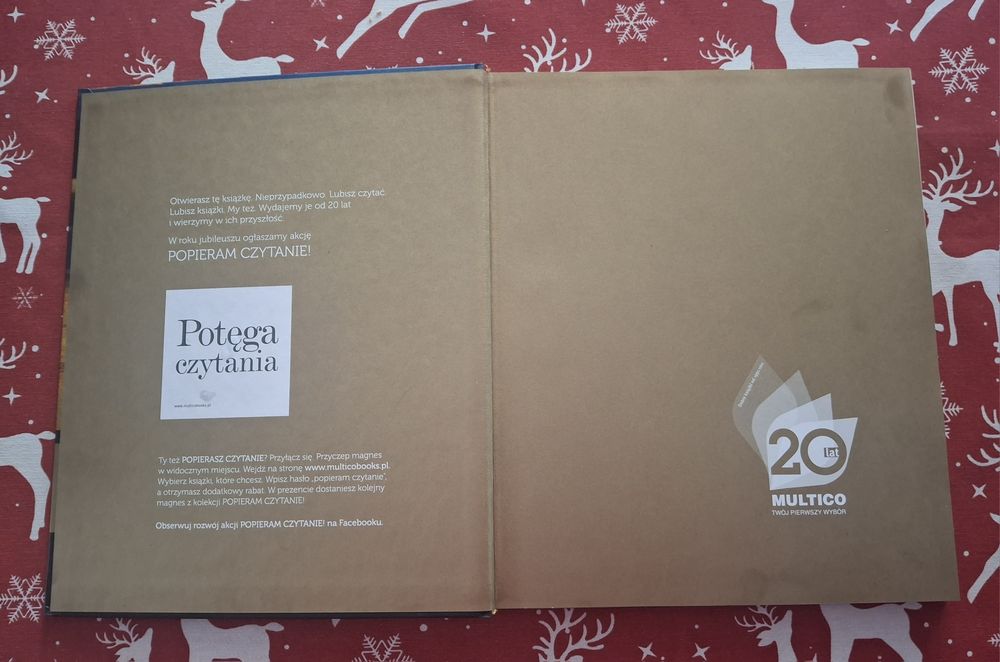 Otwierasz tę książkę. Nieprzypadkowo. Lubisz czytać.
Lubisz książki. My też. Wydajemy je od 20 lat
i wierzymy w ich przyszłość.
W roku jubileuszu ogłaszamy akcję
POPIERAM CZYTANIE!
Potęga
czytania
www.multicobooks.pl
Ty też POPIERASZ CZYTANIE? Przyłącz się. Przyczep magnes
w widocznym miejscu. Wejdź na stronę www.multicobooks.pl.
Wybierz książki, które chcesz. Wpisz hasło „popieram czytanie”,
a otrzymasz dodatkowy rabat. W prezencie dostaniesz kolejny
magnes z kolekcji POPIERAM CZYTANIE!
Obserwuj rozwój akcji POPIERAM CZYTANIE! na Facebooku.
20 lat
MULTICO
TWÓJ PIERWSZY WYBÓR